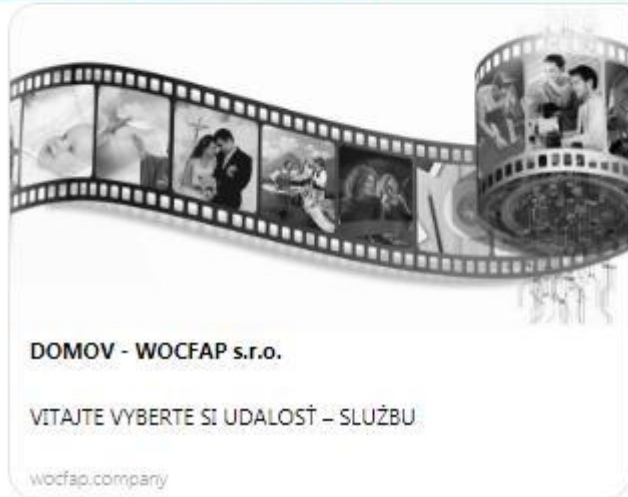 DOMOV - WOCFAP s.r.o.
VITAJTE VYBERTE SI UDALOSŤ – SLUŽBU
wocfap.company